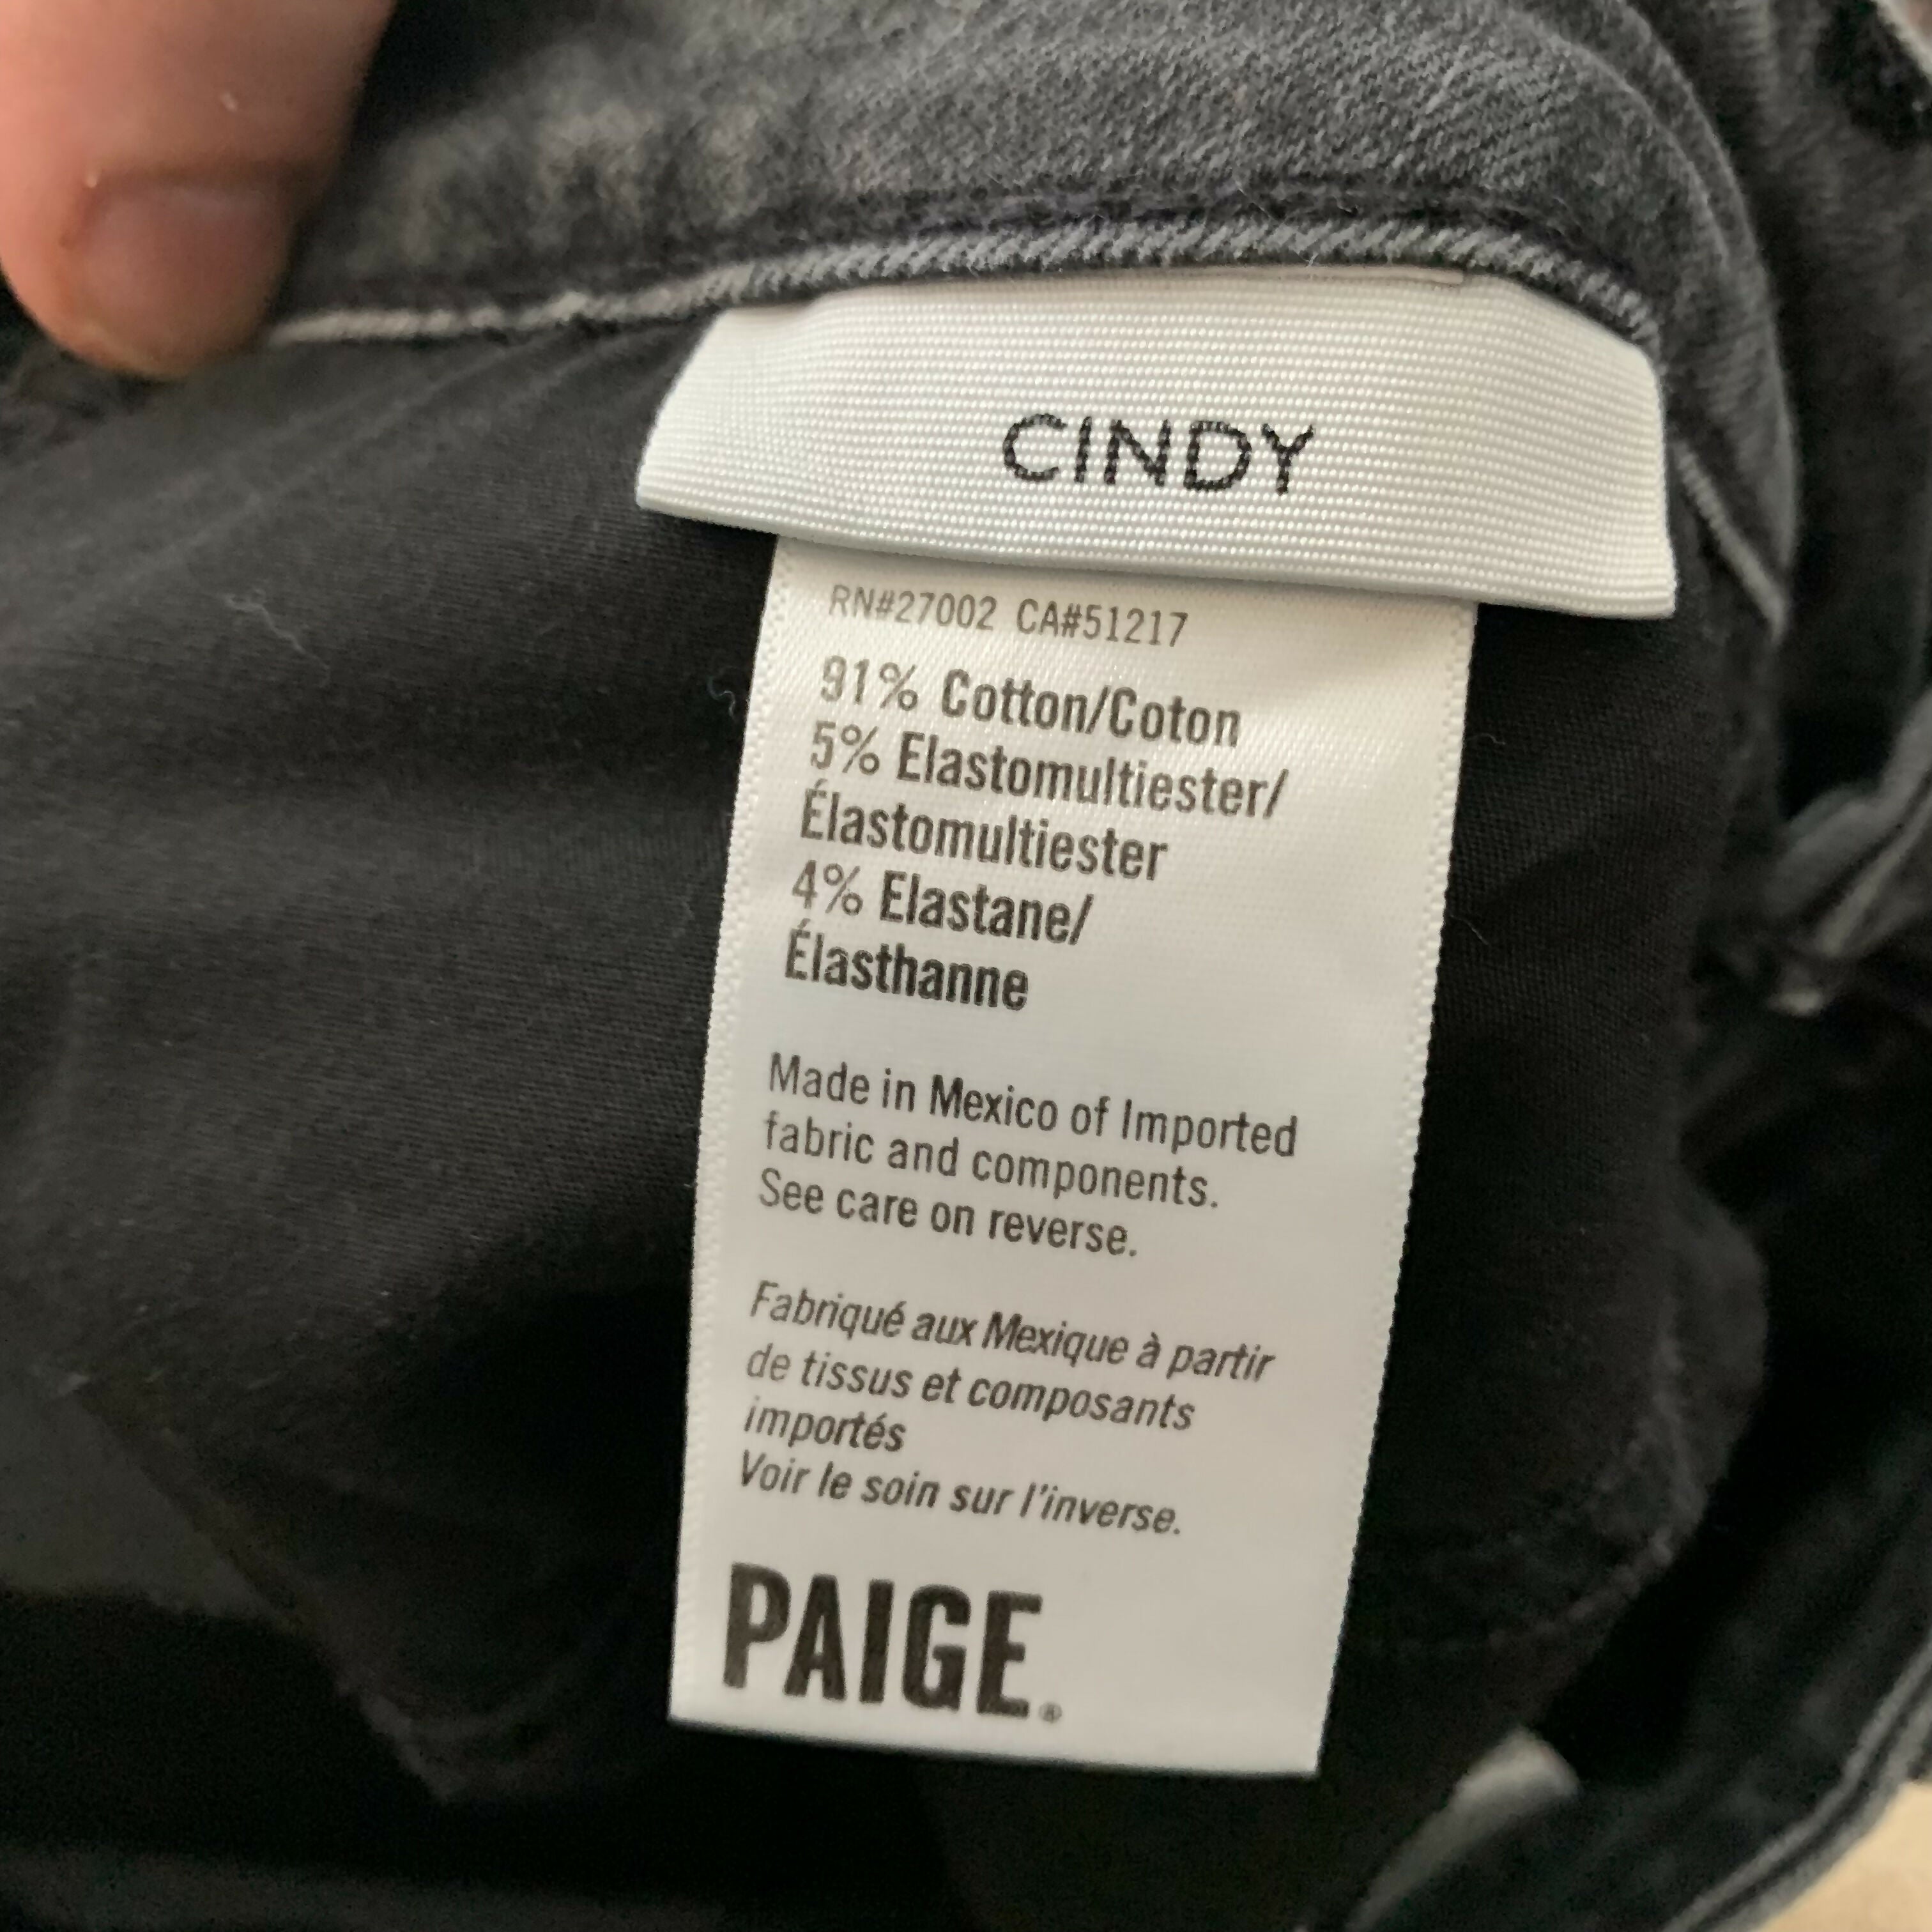 CINDY
RN#27002 CA#51217
91% Cotton/Coton
5% Elastomultiester/
Élastomultiester
4% Elastane/
Élasthanne
Made in Mexico of Imported
fabric and components.
See care on reverse.
Fabriqué aux Mexique à partir
de tissus et composants
importés
Voir le soin sur l'inverse.
PAIGE®